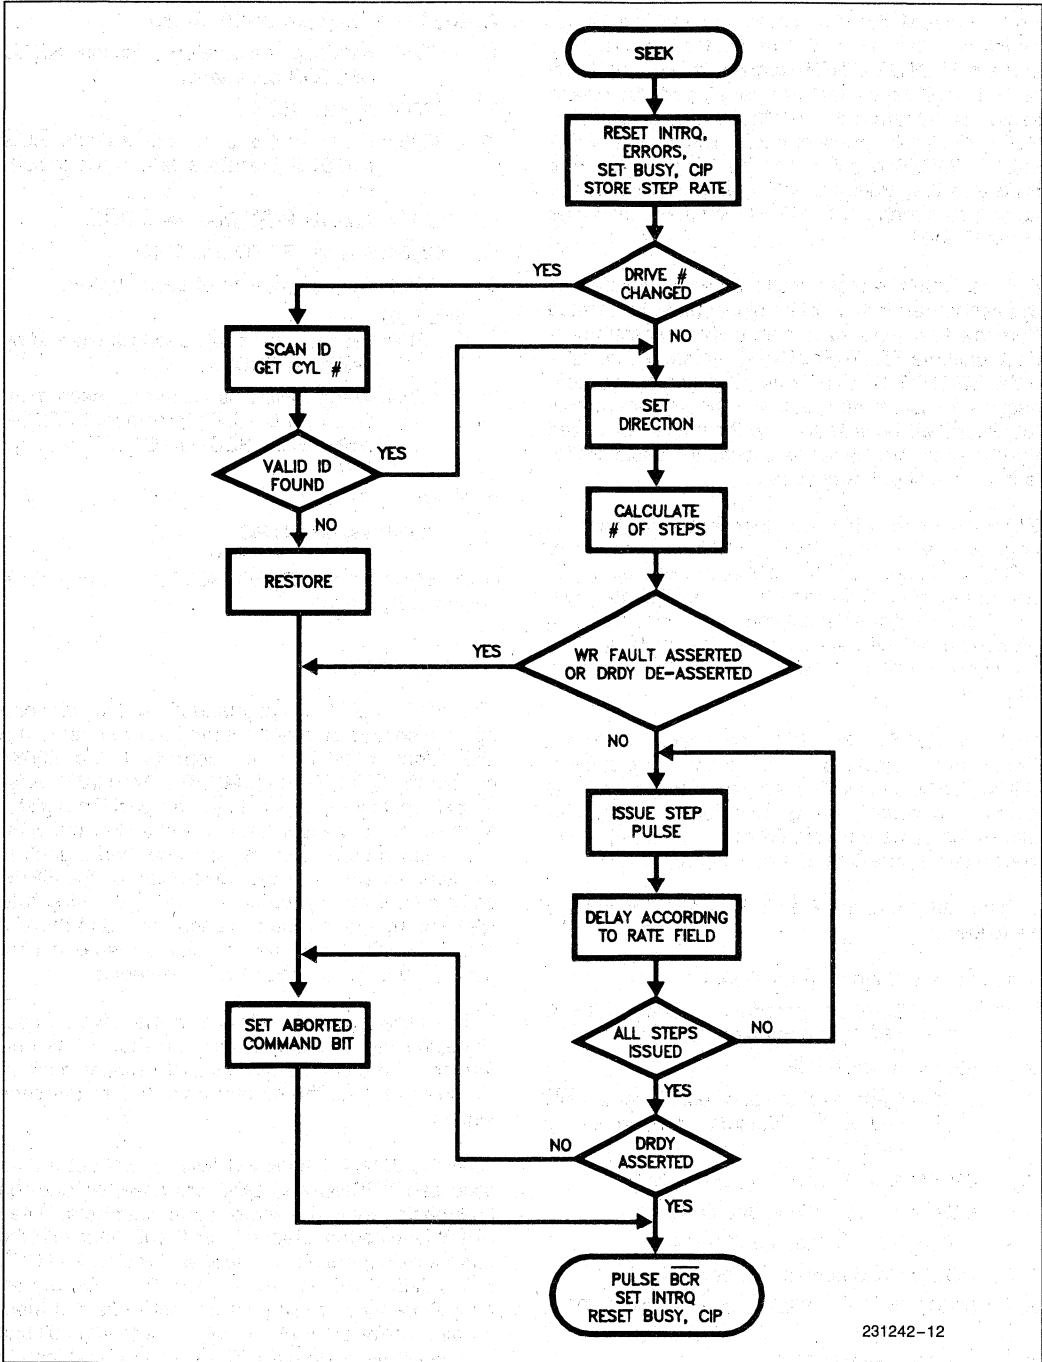 SEEK
RESET INTRQ,
ERRORS,
SET BUSY, CIP
STORE STEP RATE
DRIVE #
CHANGED
YES
NO
SCAN ID
GET CYL #
SET
DIRECTION
VALID ID
FOUND
YES
NO
CALCULATE
# OF STEPS
RESTORE
WR FAULT ASSERTED
OR DRDY DE-ASSERTED
YES
NO
ISSUE STEP
PULSE
DELAY ACCORDING
TO RATE FIELD
SET ABORTED
COMMAND BIT
ALL STEPS
ISSUED
NO
YES
DRDY
ASSERTED
NO
YES
PULSE B̅C̅R̅
SET INTRQ
RESET BUSY, CIP
231242-12